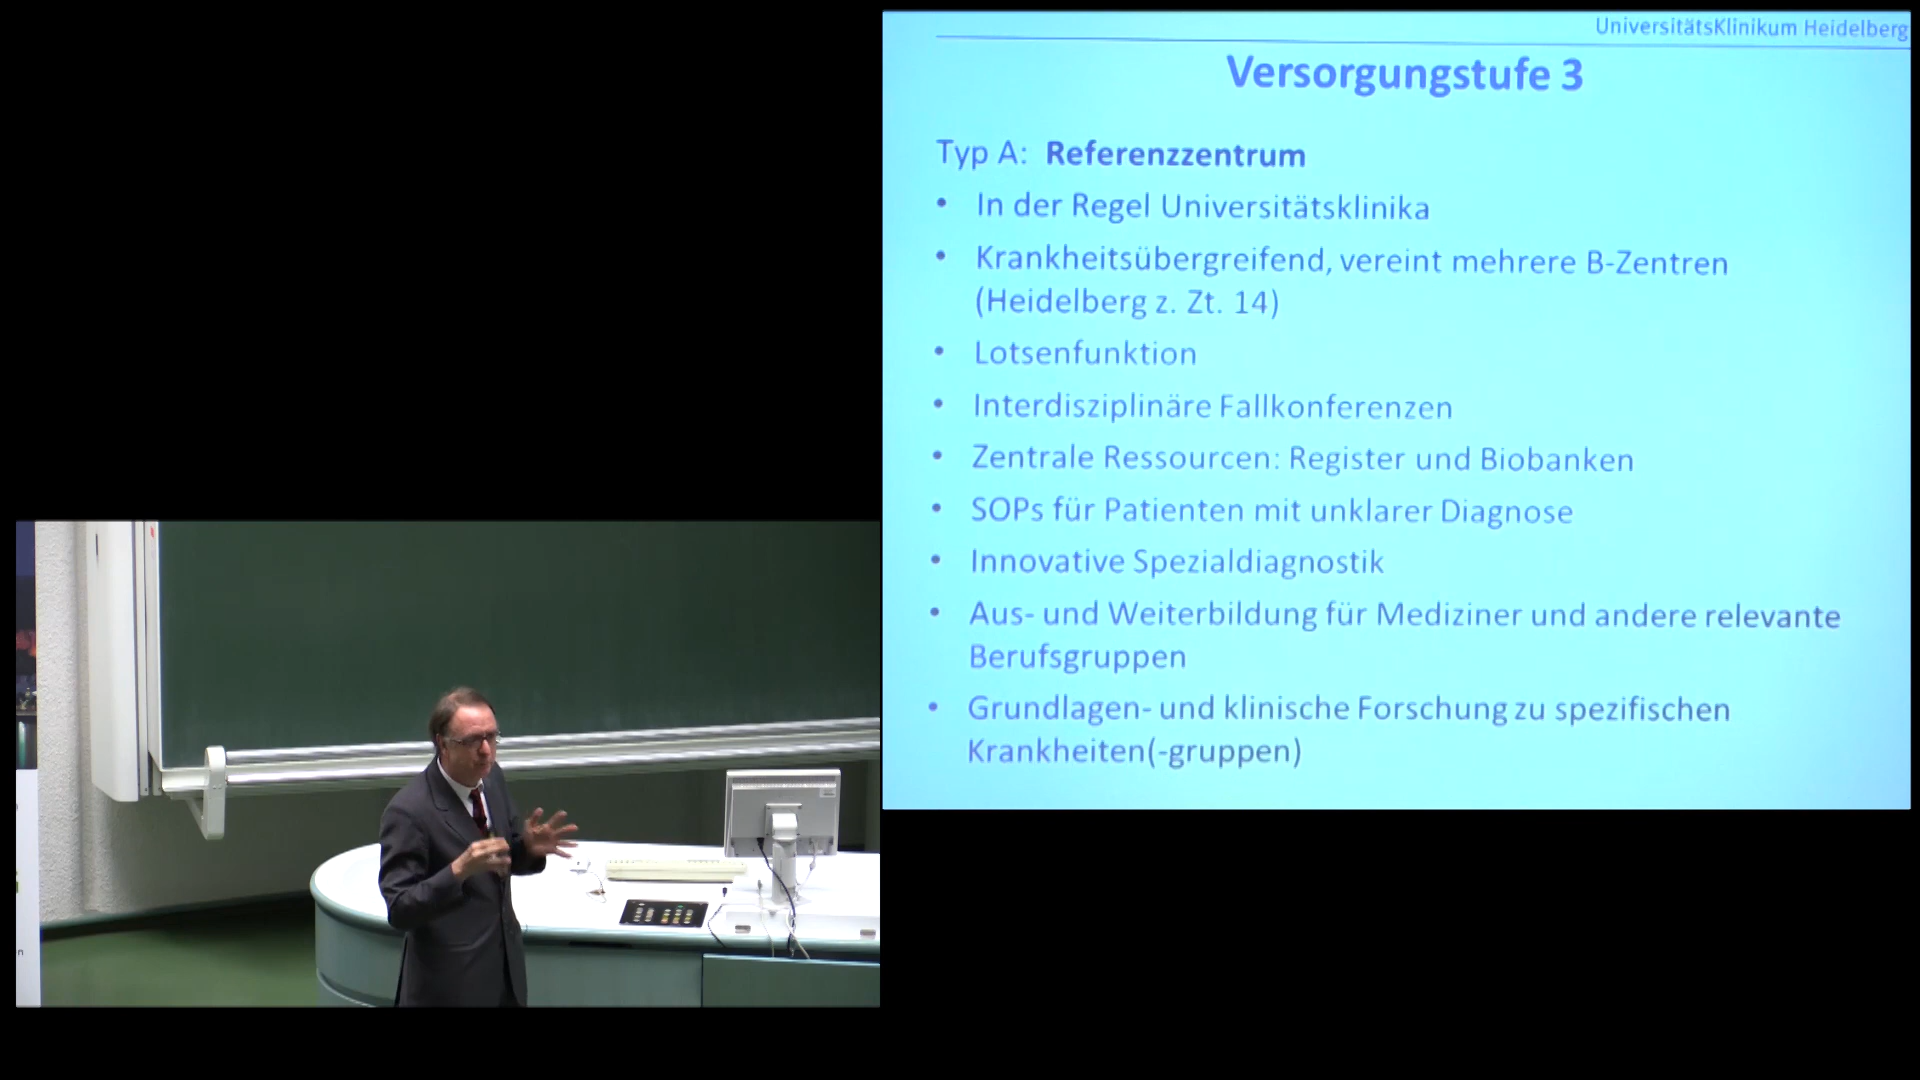 UniversitätsKlinikum Heidelberg
Versorgungstufe 3
Typ A: Referenzzentrum
• In der Regel Universitätsklinika
• Krankheitsübergreifend, vereint mehrere B-Zentren
(Heidelberg z. Zt. 14)
• Lotsenfunktion
• Interdisziplinäre Fallkonferenzen
• Zentrale Ressourcen: Register und Biobanken
• SOPs für Patienten mit unklarer Diagnose
• Innovative Spezialdiagnostik
• Aus- und Weiterbildung für Mediziner und andere relevante
Berufsgruppen
• Grundlagen- und klinische Forschung zu spezifischen
Krankheiten(-gruppen)